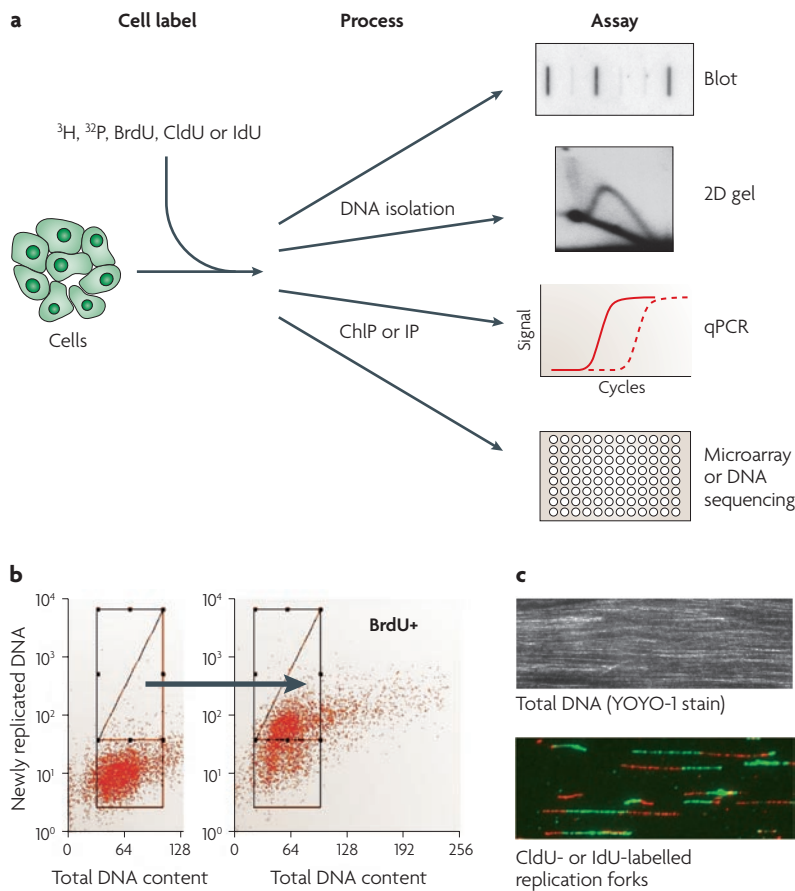 a
Cell label
Process
Assay
³H, ³²P, BrdU, CldU or IdU
Cells
DNA isolation
ChIP or IP
Blot
2D gel
Signal
Cycles
qPCR
Microarray
or DNA
sequencing
b
Newly replicated DNA
10⁴
10³
10²
10¹
10⁰
0
64
128
Total DNA content
10⁴
10³
10²
10¹
10⁰
BrdU+
0
64
128
192
256
Total DNA content
c
Total DNA (YOYO-1 stain)
CldU- or IdU-labelled
replication forks